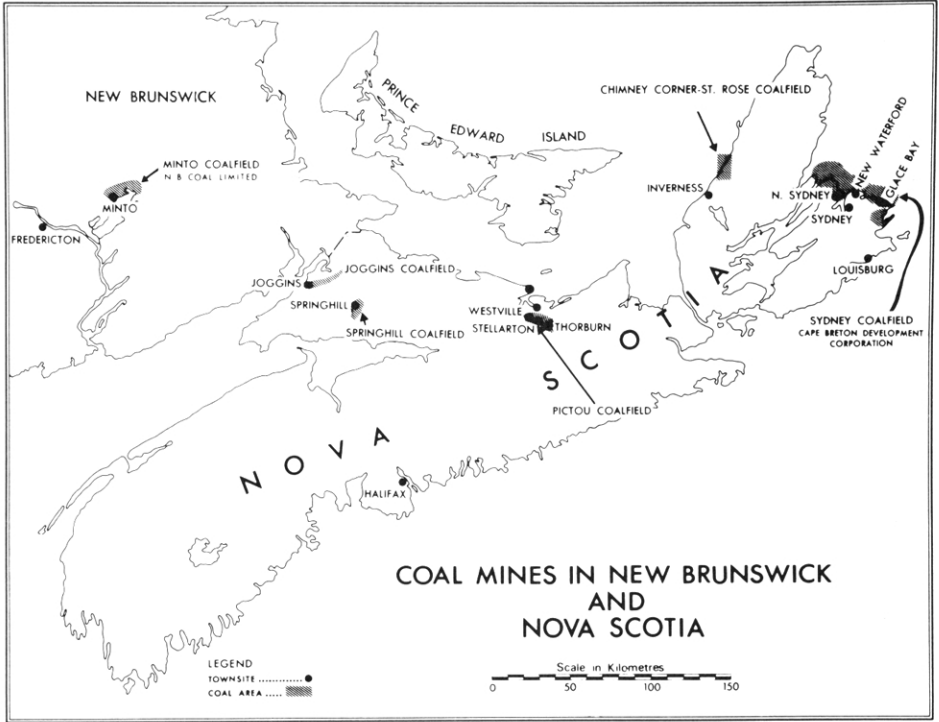 NEW BRUNSWICK
PRINCE
EDWARD
ISLAND
CHIMNEY CORNER-ST. ROSE COALFIELD
NEW WATERFORD
GLACE BAY
MINTO COALFIELD
N B COAL LIMITED
MINTO
FREDERICTON
INVERNESS
N. SYDNEY
SYDNEY
LOUISBURG
JOGGINS
JOGGINS COALFIELD
SPRINGHILL
SPRINGHILL COALFIELD
WESTVILLE
STELLARTON
THORBURN
SYDNEY COALFIELD
CAPE BRETON DEVELOPMENT
CORPORATION
PICTOU COALFIELD
NOVA
SCOTIA
HALIFAX
COAL MINES IN NEW BRUNSWICK
AND
NOVA SCOTIA
LEGEND
TOWNSITE ............
COAL AREA ....
Scale in Kilometres
0 50 100 150